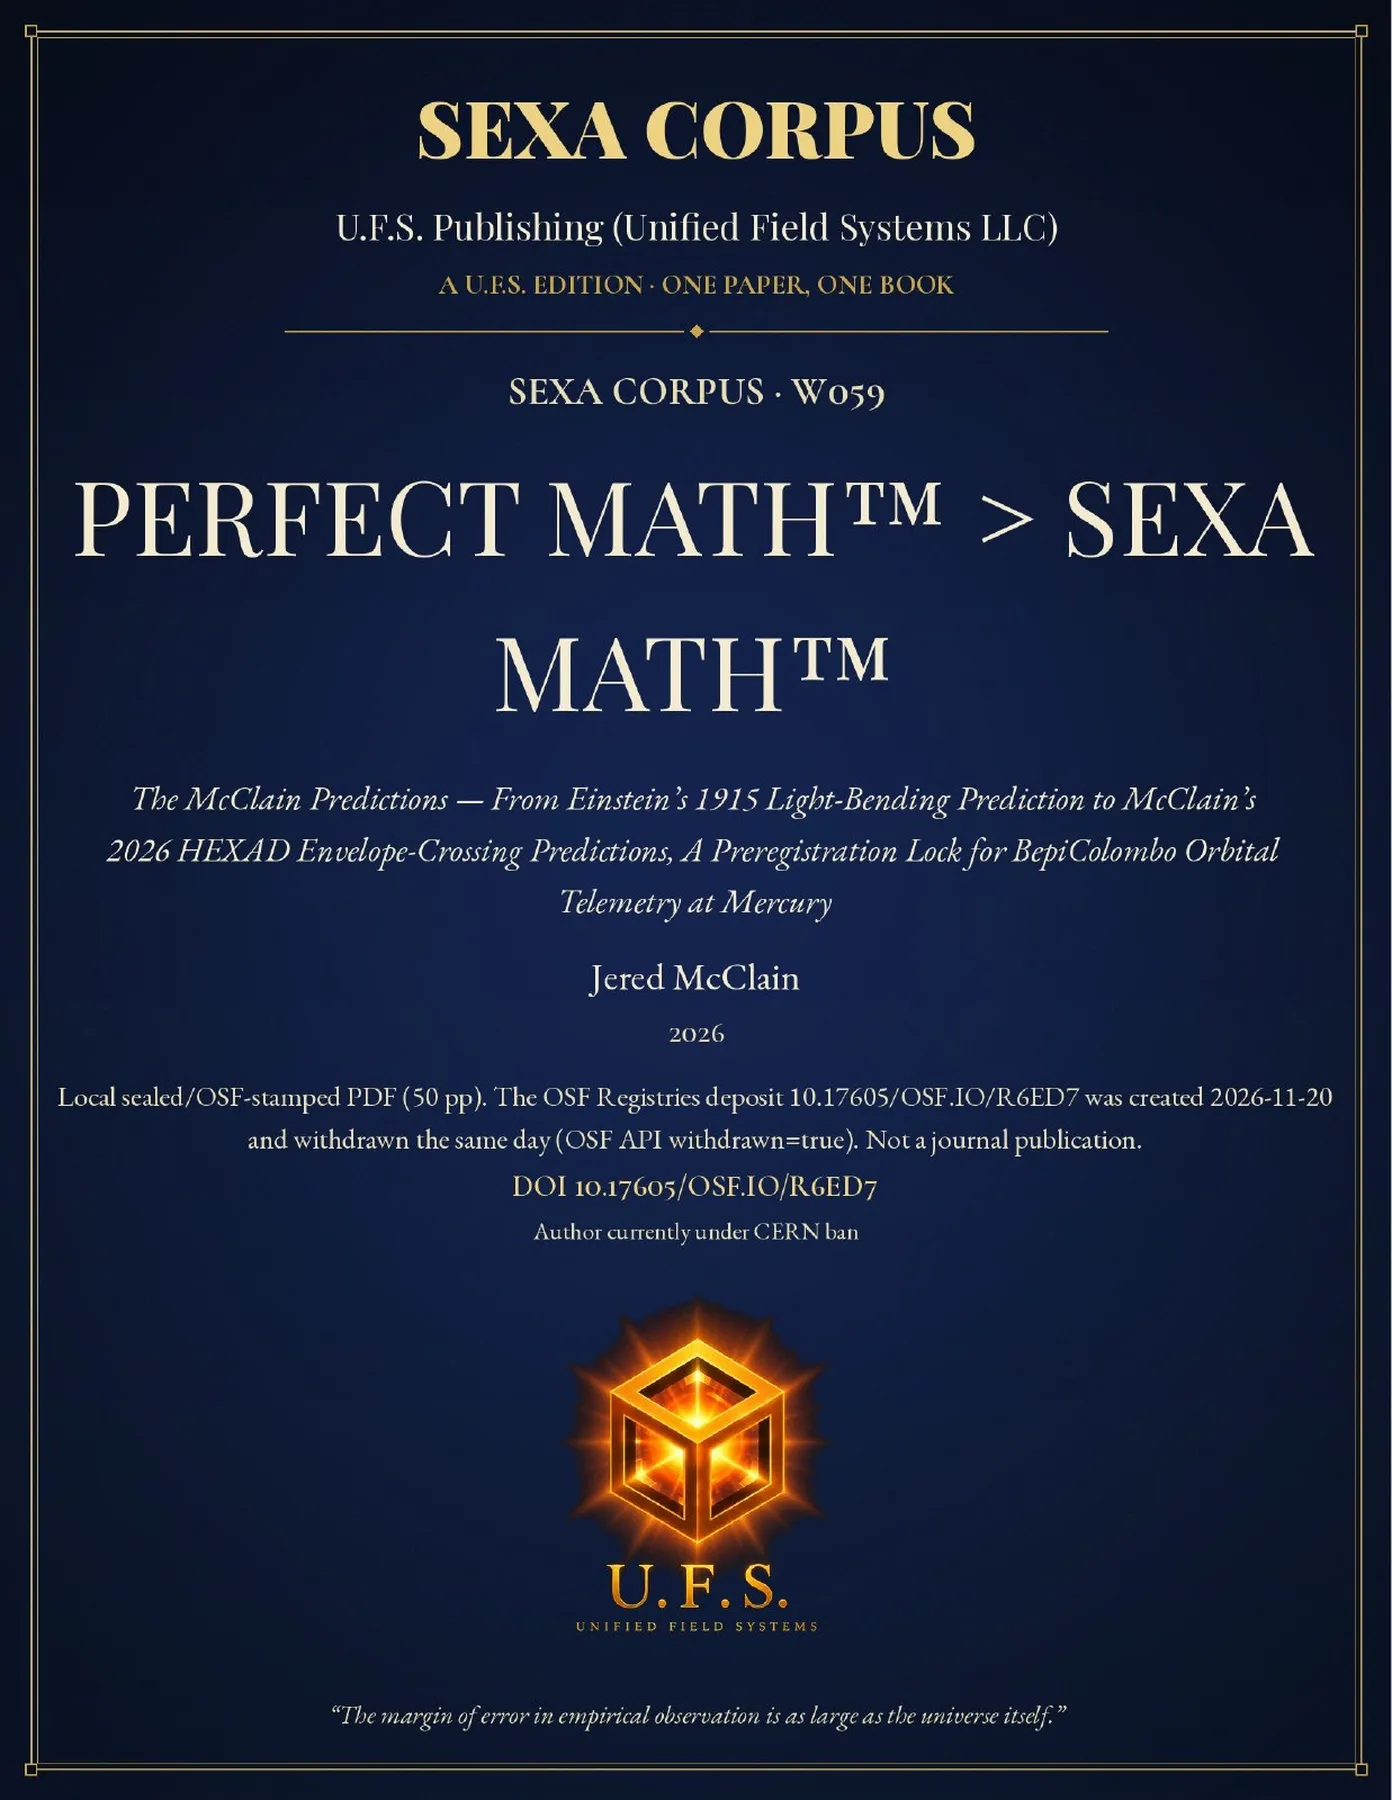 SEXA CORPUS
U.F.S. Publishing (Unified Field Systems LLC)
A U.F.S. EDITION · ONE PAPER, ONE BOOK
SEXA CORPUS · W059
PERFECT MATH™ > SEXA
MATH™
The McClain Predictions — From Einstein’s 1915 Light-Bending Prediction to McClain’s
2026 HEXAD Envelope-Crossing Predictions, A Preregistration Lock for BepiColombo Orbital
Telemetry at Mercury
Jered McClain
2026
Local sealed/OSF-stamped PDF (50 pp). The OSF Registries deposit 10.17605/OSF.IO/R6ED7 was created 2026-11-20
and withdrawn the same day (OSF API withdrawn=true). Not a journal publication.
DOI 10.17605/OSF.IO/R6ED7
Author currently under CERN ban
U.F.S.
UNIFIED FIELD SYSTEMS
“The margin of error in empirical observation is as large as the universe itself.”